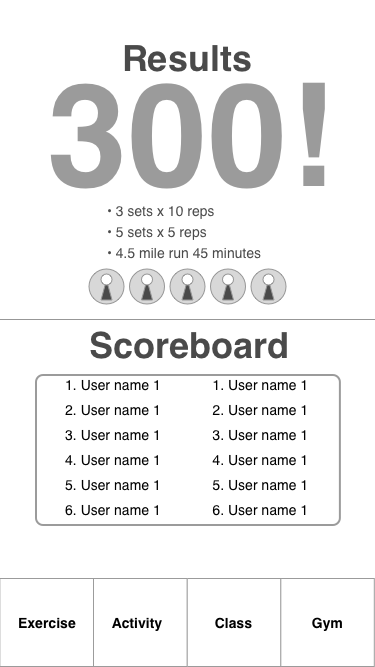 Results
300!
• 3 sets x 10 reps
• 5 sets x 5 reps
• 4.5 mile run 45 minutes
Scoreboard
1. User name 1
2. User name 1
3. User name 1
4. User name 1
5. User name 1
6. User name 1
1. User name 1
2. User name 1
3. User name 1
4. User name 1
5. User name 1
6. User name 1
Exercise
Activity
Class
Gym